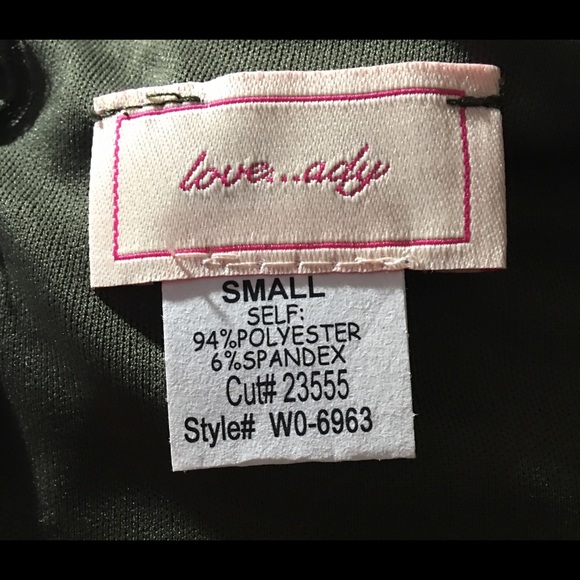 love...ady
SMALL
SELF:
94%POLYESTER
6%SPANDEX
Cut# 23555
Style# W0-6963